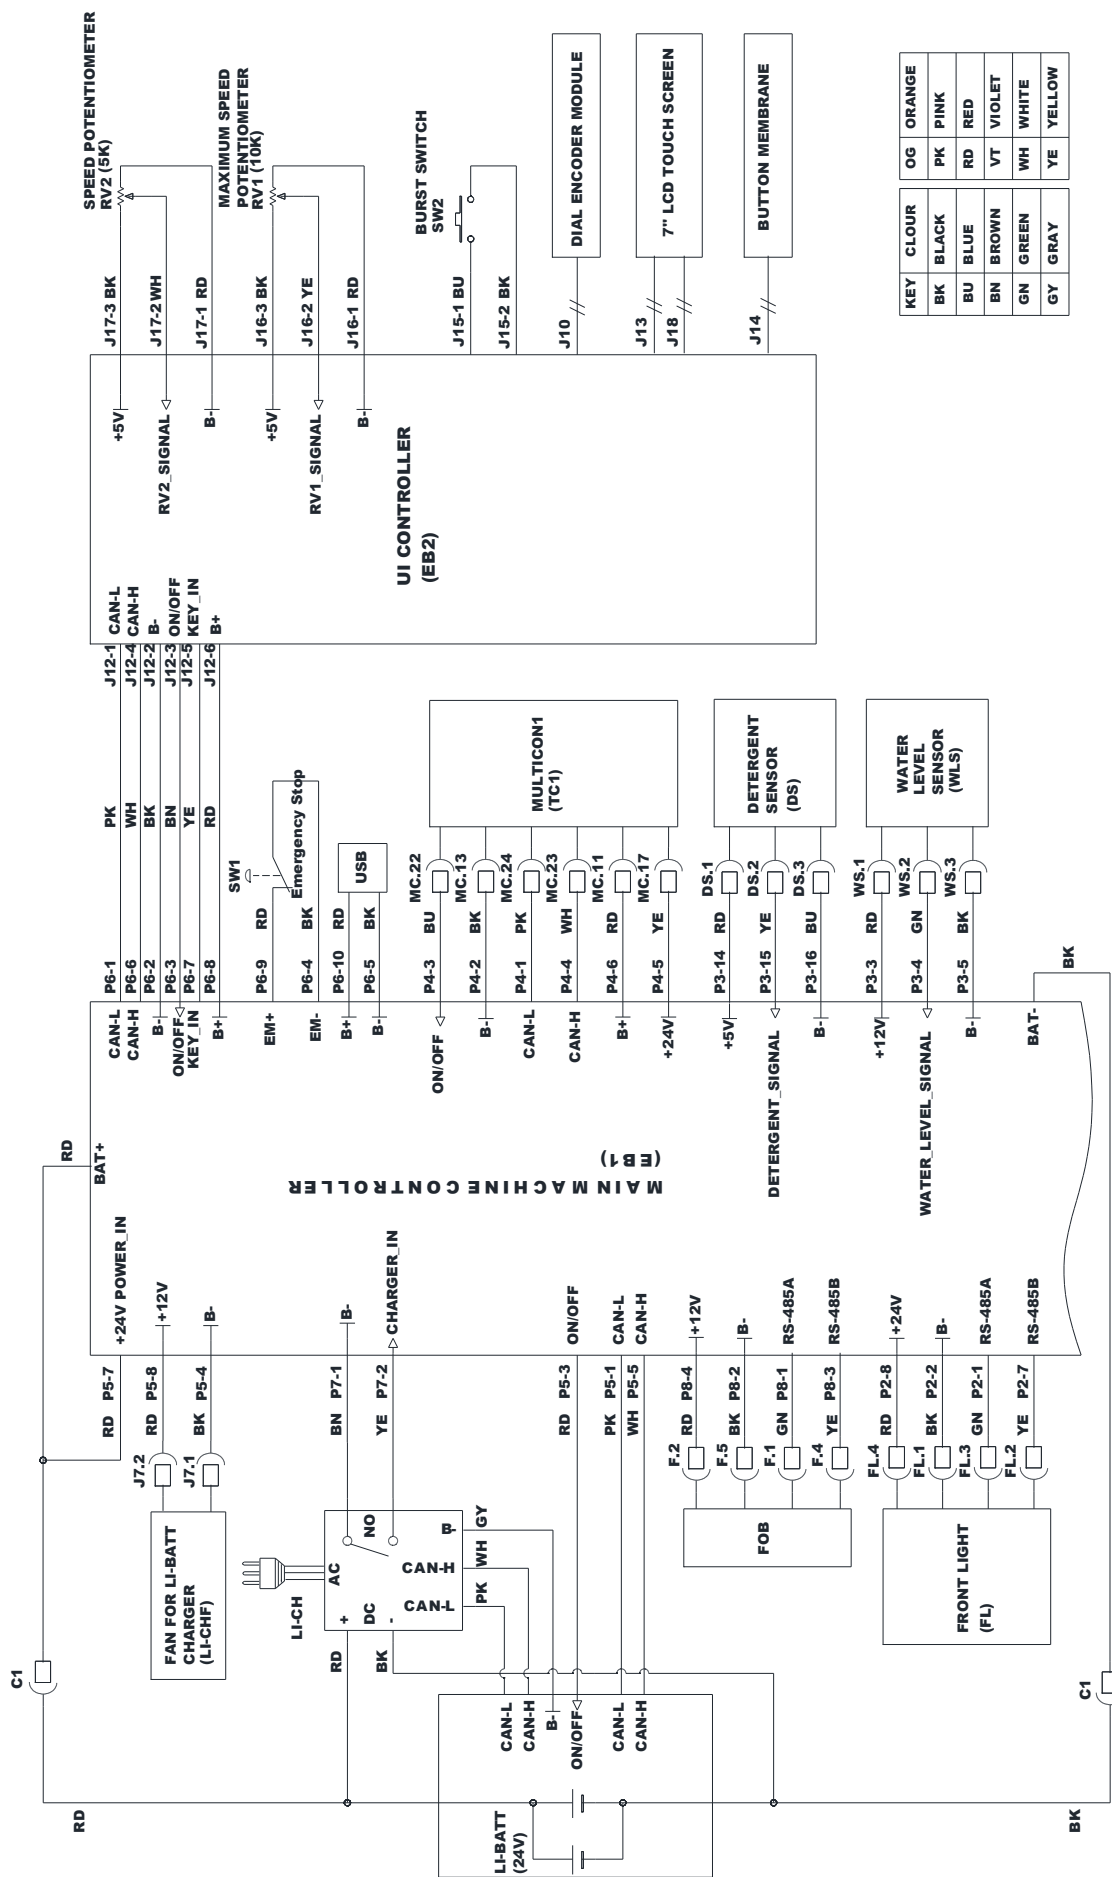 SPEED POTENTIOMETER
RV2 (5K)
MAXIMUM SPEED
POTENTIOMETER
RV1 (10K)
BURST SWITCH
SW2
DIAL ENCODER MODULE
7" LCD TOUCH SCREEN
BUTTON MEMBRANE
J17-3 BK
J17-2 WH
J17-1 RD
J16-3 BK
J16-2 YE
J16-1 RD
J15-1 BU
J15-2 BK
J10
J13
J18
J14
KEY CLOUR
BK BLACK
BU BLUE
BN BROWN
GN GREEN
GY GRAY
OG ORANGE
PK PINK
RD RED
VT VIOLET
WH WHITE
YE YELLOW
+5V
RV2_SIGNAL
B-
+5V
RV1_SIGNAL
B-
UI CONTROLLER
(EB2)
CAN-L
CAN-H
B-
ON/OFF
KEY_IN
B+
J12-1
J12-4
J12-2
J12-3
J12-5
J12-6
PK
WH
BK
BN
YE
RD
P6-1
P6-6
P6-2
P6-3
P6-7
P6-8
CAN-L
CAN-H
B-
ON/OFF
KEY_IN
B+
SW1
Emergency Stop
RD
BK
P6-9
P6-4
EM+
EM-
USB
RD
BK
P6-10
P6-5
B+
B-
MULTICON1
(TC1)
MC.22
MC.13
MC.24
MC.23
MC.11
MC.17
BU
BK
PK
WH
RD
YE
P4-3
P4-2
P4-1
P4-4
P4-6
P4-5
ON/OFF
B-
CAN-L
CAN-H
B+
+24V
DETERGENT
SENSOR
(DS)
DS.1
DS.2
DS.3
RD
YE
BU
P3-14
P3-15
P3-16
+5V
DETERGENT_SIGNAL
B-
WATER
LEVEL
SENSOR
(WLS)
WS.1
WS.2
WS.3
RD
GN
BK
P3-3
P3-4
P3-5
+12V
WATER_LEVEL_SIGNAL
B-
BK
BAT-
RD
BAT+
MAIN MACHINE CONTROLLER
(EB1)
+24V POWER_IN
+12V
B-
B-
CHARGER_IN
ON/OFF
CAN-L
CAN-H
+12V
B-
RS-485A
RS-485B
+24V
B-
RS-485A
RS-485B
RD P5-7
RD P5-8
BK P5-4
BN P7-1
YE P7-2
RD P5-3
PK P5-1
WH P5-5
RD P8-4
BK P8-2
GN P8-1
YE P8-3
RD P2-8
BK P2-2
GN P2-1
YE P2-7
J7.2
J7.1
F.2
F.5
F.1
F.4
FL.4
FL.1
FL.3
FL.2
FAN FOR LI-BATT
CHARGER
(LI-CHF)
LI-CH
AC
NO
+
DC
-
B-
CAN-H
CAN-L
GY
WH
PK
RD
BK
FOB
FRONT LIGHT
(FL)
C1
C1
CAN-L
CAN-H
B-
ON/OFF
CAN-L
CAN-H
LI-BATT
(24V)
RD
BK